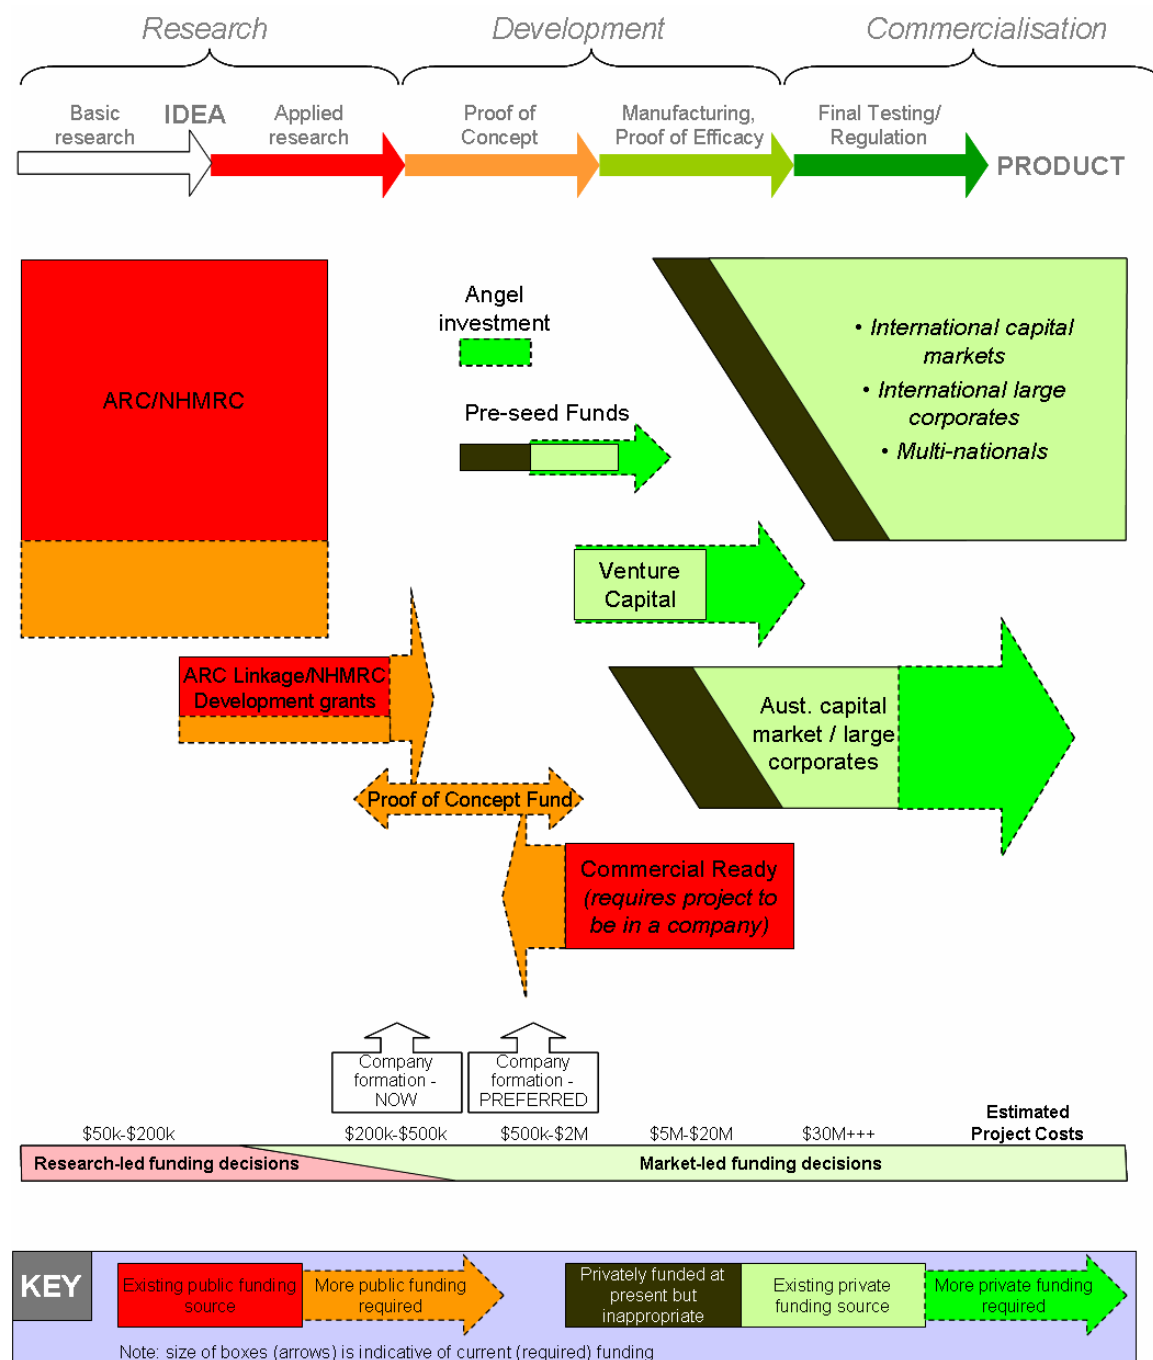 Research
Development
Commercialisation
Basic
research
IDEA
Applied
research
Proof of
Concept
Manufacturing,
Proof of Efficacy
Final Testing/
Regulation
PRODUCT
ARC/NHMRC
Angel
investment
Pre-seed Funds
• International capital
markets
• International large
corporates
• Multi-nationals
Venture
Capital
ARC Linkage/NHMRC
Development grants
Aust. capital
market / large
corporates
Proof of Concept Fund
Commercial Ready
(requires project to
be in a company)
Company
formation -
NOW
Company
formation -
PREFERRED
$50k-$200k
$200k-$500k
$500k-$2M
$5M-$20M
$30M+++
Estimated
Project Costs
Research-led funding decisions
Market-led funding decisions
KEY
Existing public funding
source
More public funding
required
Privately funded at
present but
inappropriate
Existing private
funding source
More private funding
required
Note: size of boxes (arrows) is indicative of current (required) funding